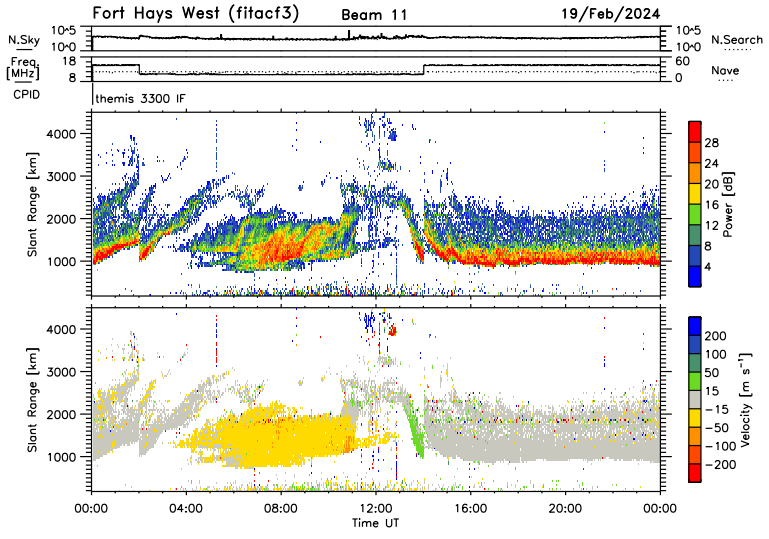 Fort Hays West (fitacf3) Beam 11 19/Feb/2024
N.Sky 10^5 10^0 10^5 10^0 N.Search
Freq. [MHz] 18 8 60 0 Nave
CPID themis 3300 IF
Slant Range [km]
4000
3000
2000
1000
28
24
20
16
12
8
4
Power [dB]
Slant Range [km]
4000
3000
2000
1000
200
100
50
15
-15
-50
-100
-200
Velocity [m s⁻¹]
00:00 04:00 08:00 12:00 16:00 20:00 00:00
Time UT